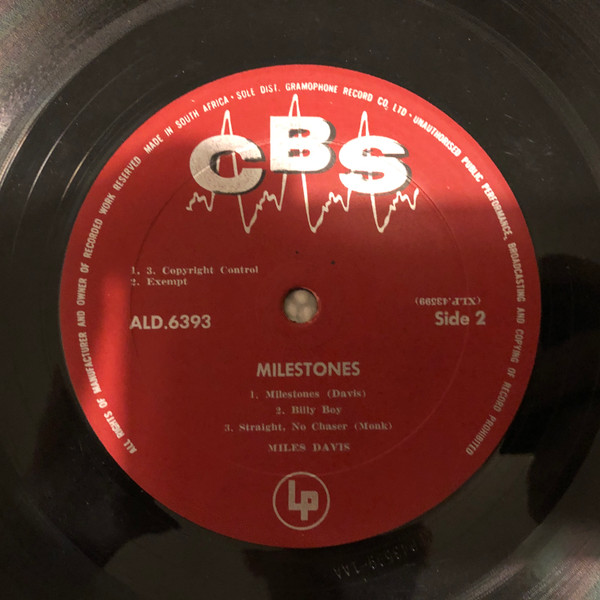 ALL RIGHTS OF MANUFACTURER AND OWNER OF RECORDED WORK RESERVED MADE IN SOUTH AFRICA • SOLE DIST. GRAMOPHONE RECORD CO. LTD • UNAUTHORISED PUBLIC PERFORMANCE, BROADCASTING AND COPYING OF RECORD PROHIBITED
CBS
1. 3. Copyright Control
2. Exempt
(XLP.43399)
ALD.6393
Side 2
MILESTONES
1. Milestones (Davis)
2. Billy Boy
3. Straight, No Chaser (Monk)
MILES DAVIS
LP